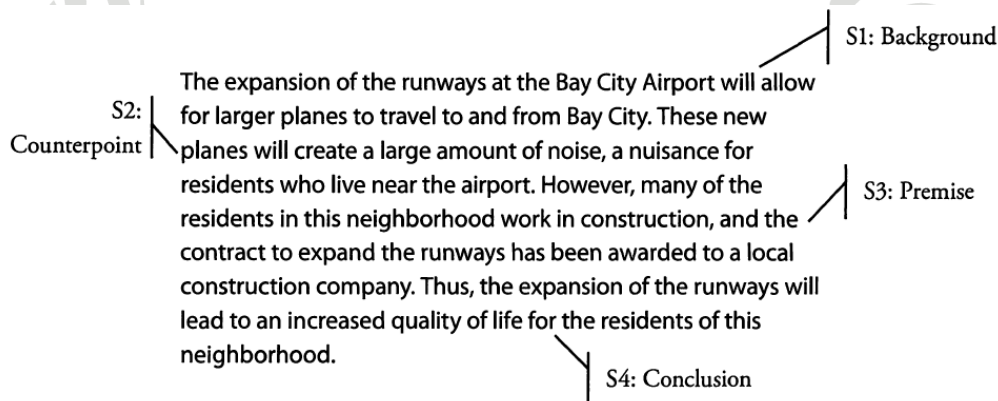 S1: Background
The expansion of the runways at the Bay City Airport will allow
S2:
for larger planes to travel to and from Bay City. These new
Counterpoint
planes will create a large amount of noise, a nuisance for
residents who live near the airport. However, many of the
S3: Premise
residents in this neighborhood work in construction, and the
contract to expand the runways has been awarded to a local
construction company. Thus, the expansion of the runways will
lead to an increased quality of life for the residents of this
neighborhood.
S4: Conclusion